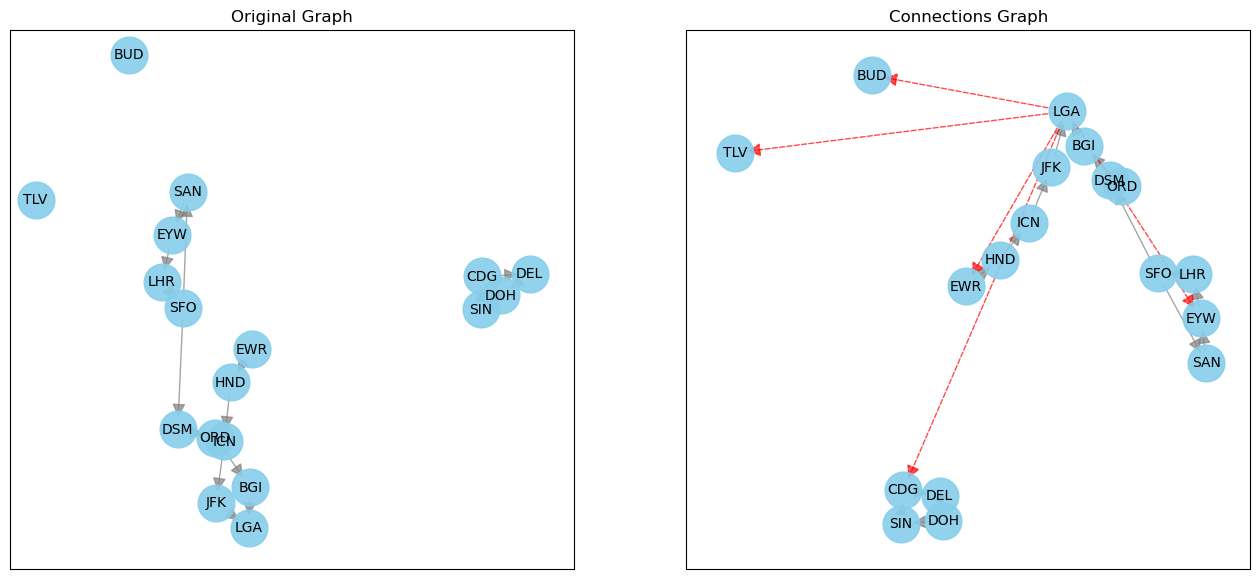 Original Graph
BUD
SAN
TLV
EYW
CDG
DEL
LHR
DOH
SFO
SIN
EWR
HND
DSM
ORD
ICN
BGI
JFK
LGA
Connections Graph
BUD
LGA
BGI
TLV
JFK
DSM
ORD
ICN
HND
SFO
LHR
EWR
EYW
SAN
CDG
DEL
DOH
SIN